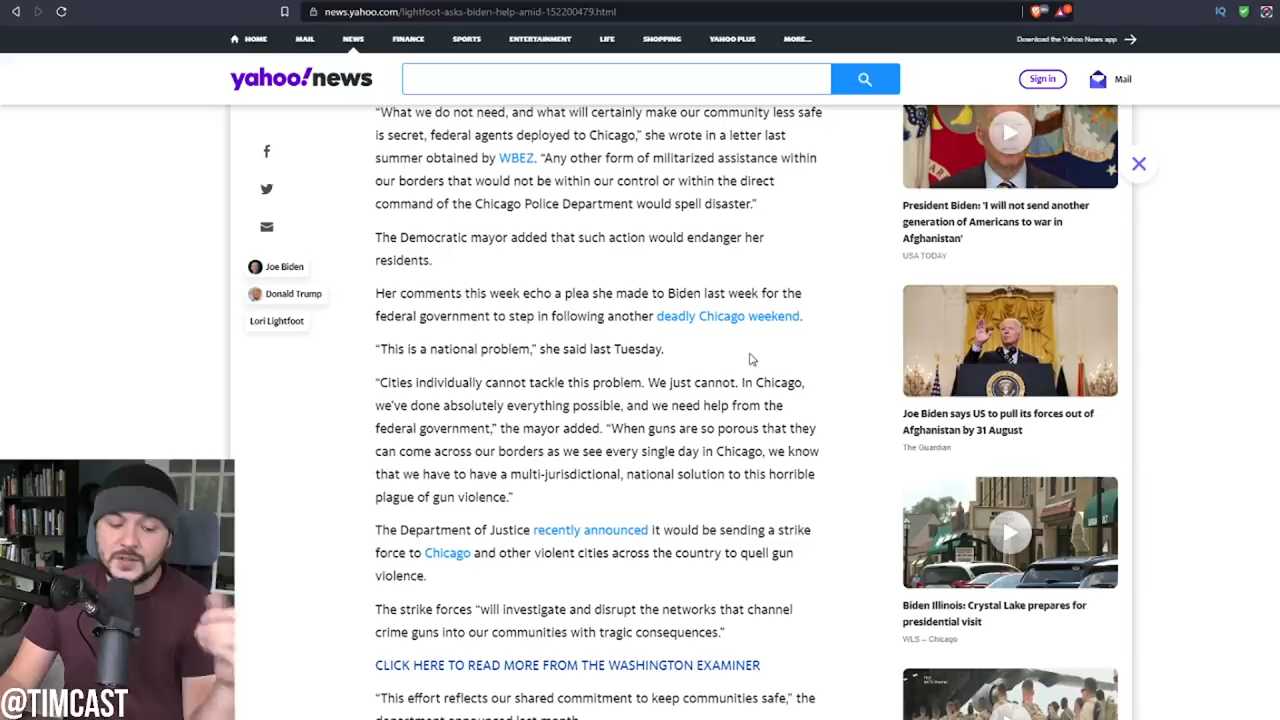 news.yahoo.com/lightfoot-asks-biden-help-amid-152200479.html
HOME
MAIL
NEWS
FINANCE
SPORTS
ENTERTAINMENT
LIFE
SHOPPING
YAHOO PLUS
MORE...
Download the Yahoo News app
yahoo!news
Sign in
Mail
“What we do not need, and what will certainly make our community less safe
is secret, federal agents deployed to Chicago,” she wrote in a letter last
summer obtained by WBEZ. “Any other form of militarized assistance within
our borders that would not be within our control or within the direct
command of the Chicago Police Department would spell disaster.”
The Democratic mayor added that such action would endanger her
residents.
Her comments this week echo a plea she made to Biden last week for the
federal government to step in following another deadly Chicago weekend.
“This is a national problem,” she said last Tuesday.
“Cities individually cannot tackle this problem. We just cannot. In Chicago,
we’ve done absolutely everything possible, and we need help from the
federal government,” the mayor added. “When guns are so porous that they
can come across our borders as we see every single day in Chicago, we know
that we have to have a multi-jurisdictional, national solution to this horrible
plague of gun violence.”
The Department of Justice recently announced it would be sending a strike
force to Chicago and other violent cities across the country to quell gun
violence.
The strike forces “will investigate and disrupt the networks that channel
crime guns into our communities with tragic consequences.”
CLICK HERE TO READ MORE FROM THE WASHINGTON EXAMINER
“This effort reflects our shared commitment to keep communities safe,” the
department announced last month.
Joe Biden
Donald Trump
Lori Lightfoot
President Biden: 'I will not send another
generation of Americans to war in
Afghanistan'
USA TODAY
Joe Biden says US to pull its forces out of
Afghanistan by 31 August
The Guardian
Biden Illinois: Crystal Lake prepares for
presidential visit
WLS – Chicago
@TIMCAST